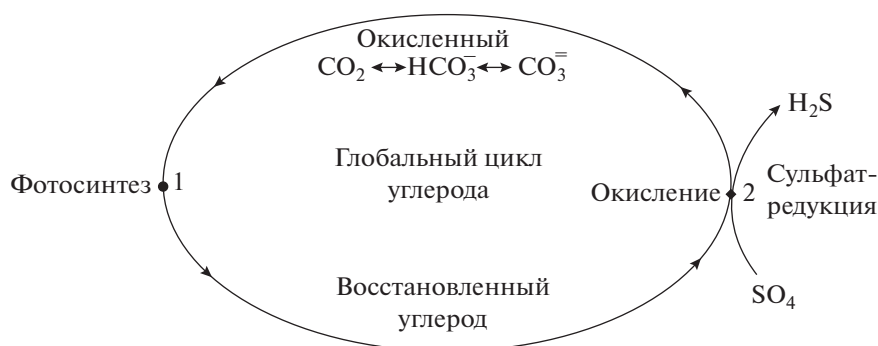 Окисленный
CO₂ ↔ HCO₃⁻ ↔ CO₃⁼
H₂S
Глобальный цикл
углерода
Фотосинтез 1
Окисление 2
Сульфат-
редукция
Восстановленный
углерод
SO₄